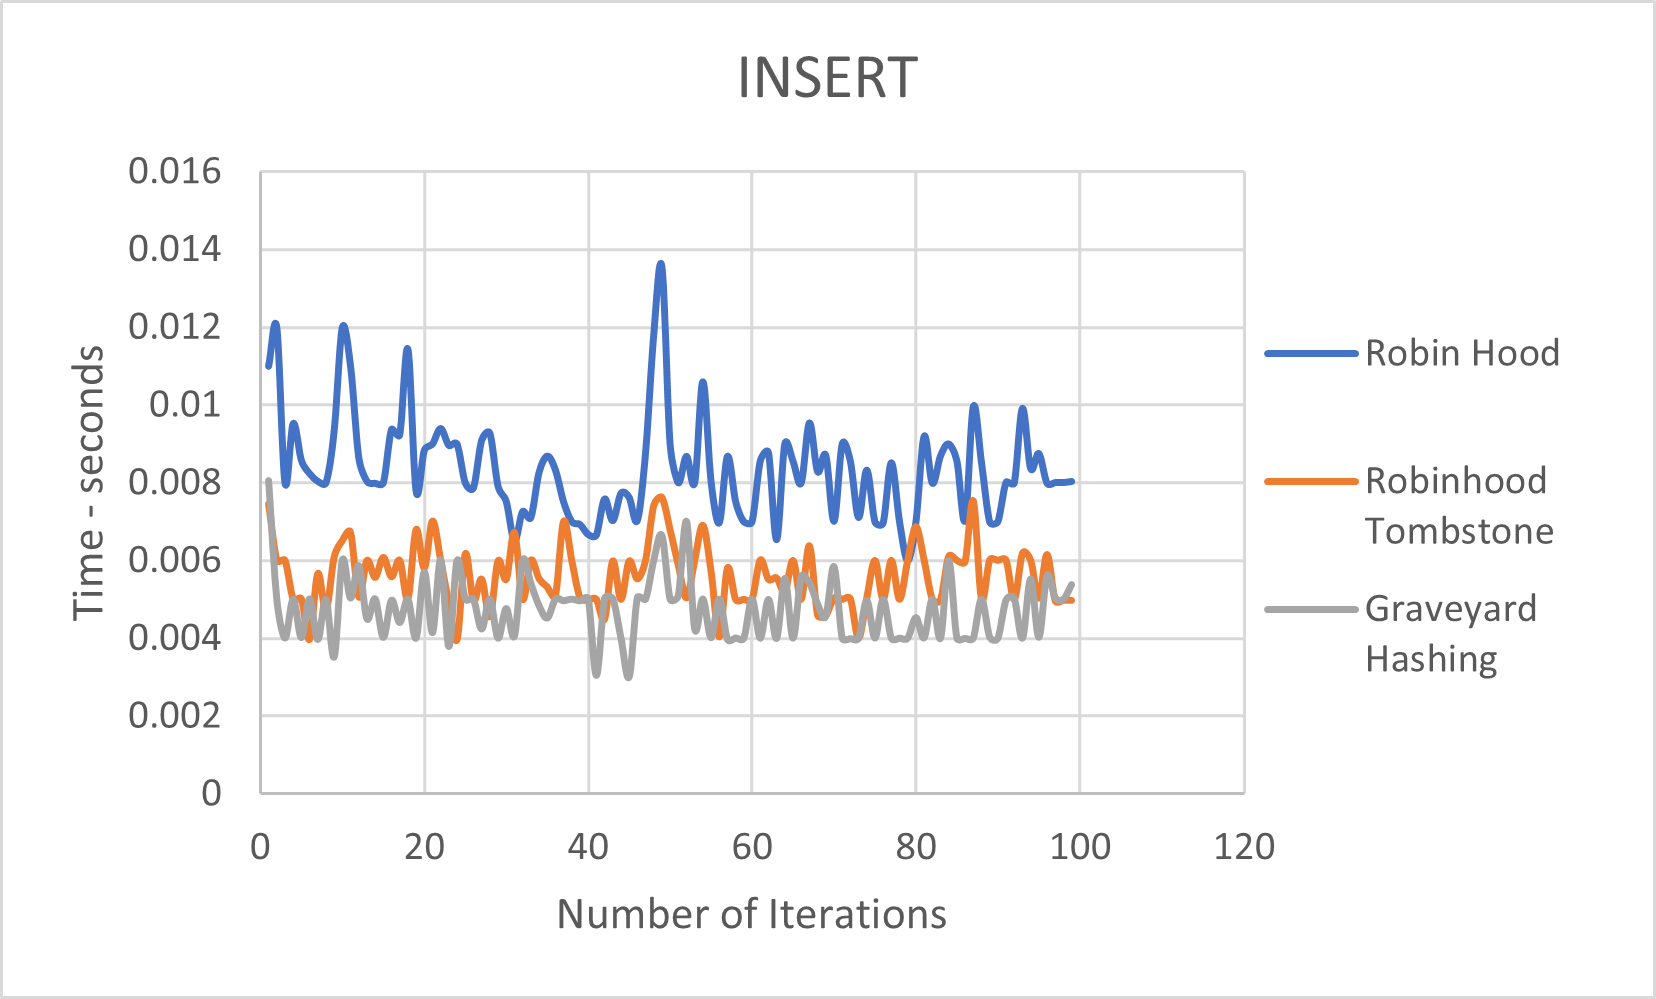 INSERT
0.016
0.014
0.012
0.01
0.008
0.006
0.004
0.002
0
Time - seconds
0 20 40 60 80 100 120
Number of Iterations
Robin Hood
Robinhood
Tombstone
Graveyard
Hashing